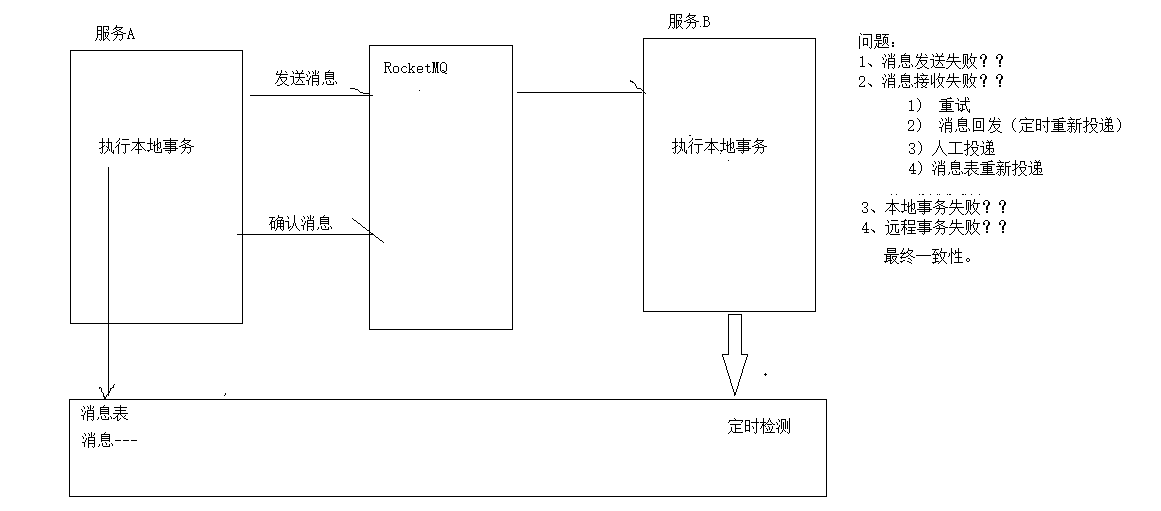 服务A
发送消息
执行本地事务
确认消息
RocketMQ
服务B
执行本地事务
问题：
1、消息发送失败？？
2、消息接收失败？？
1） 重试
2） 消息回发（定时重新投递）
3）人工投递
4）消息表重新投递
3、本地事务失败？？
4、远程事务失败？？
最终一致性。
消息表
消息---
定时检测